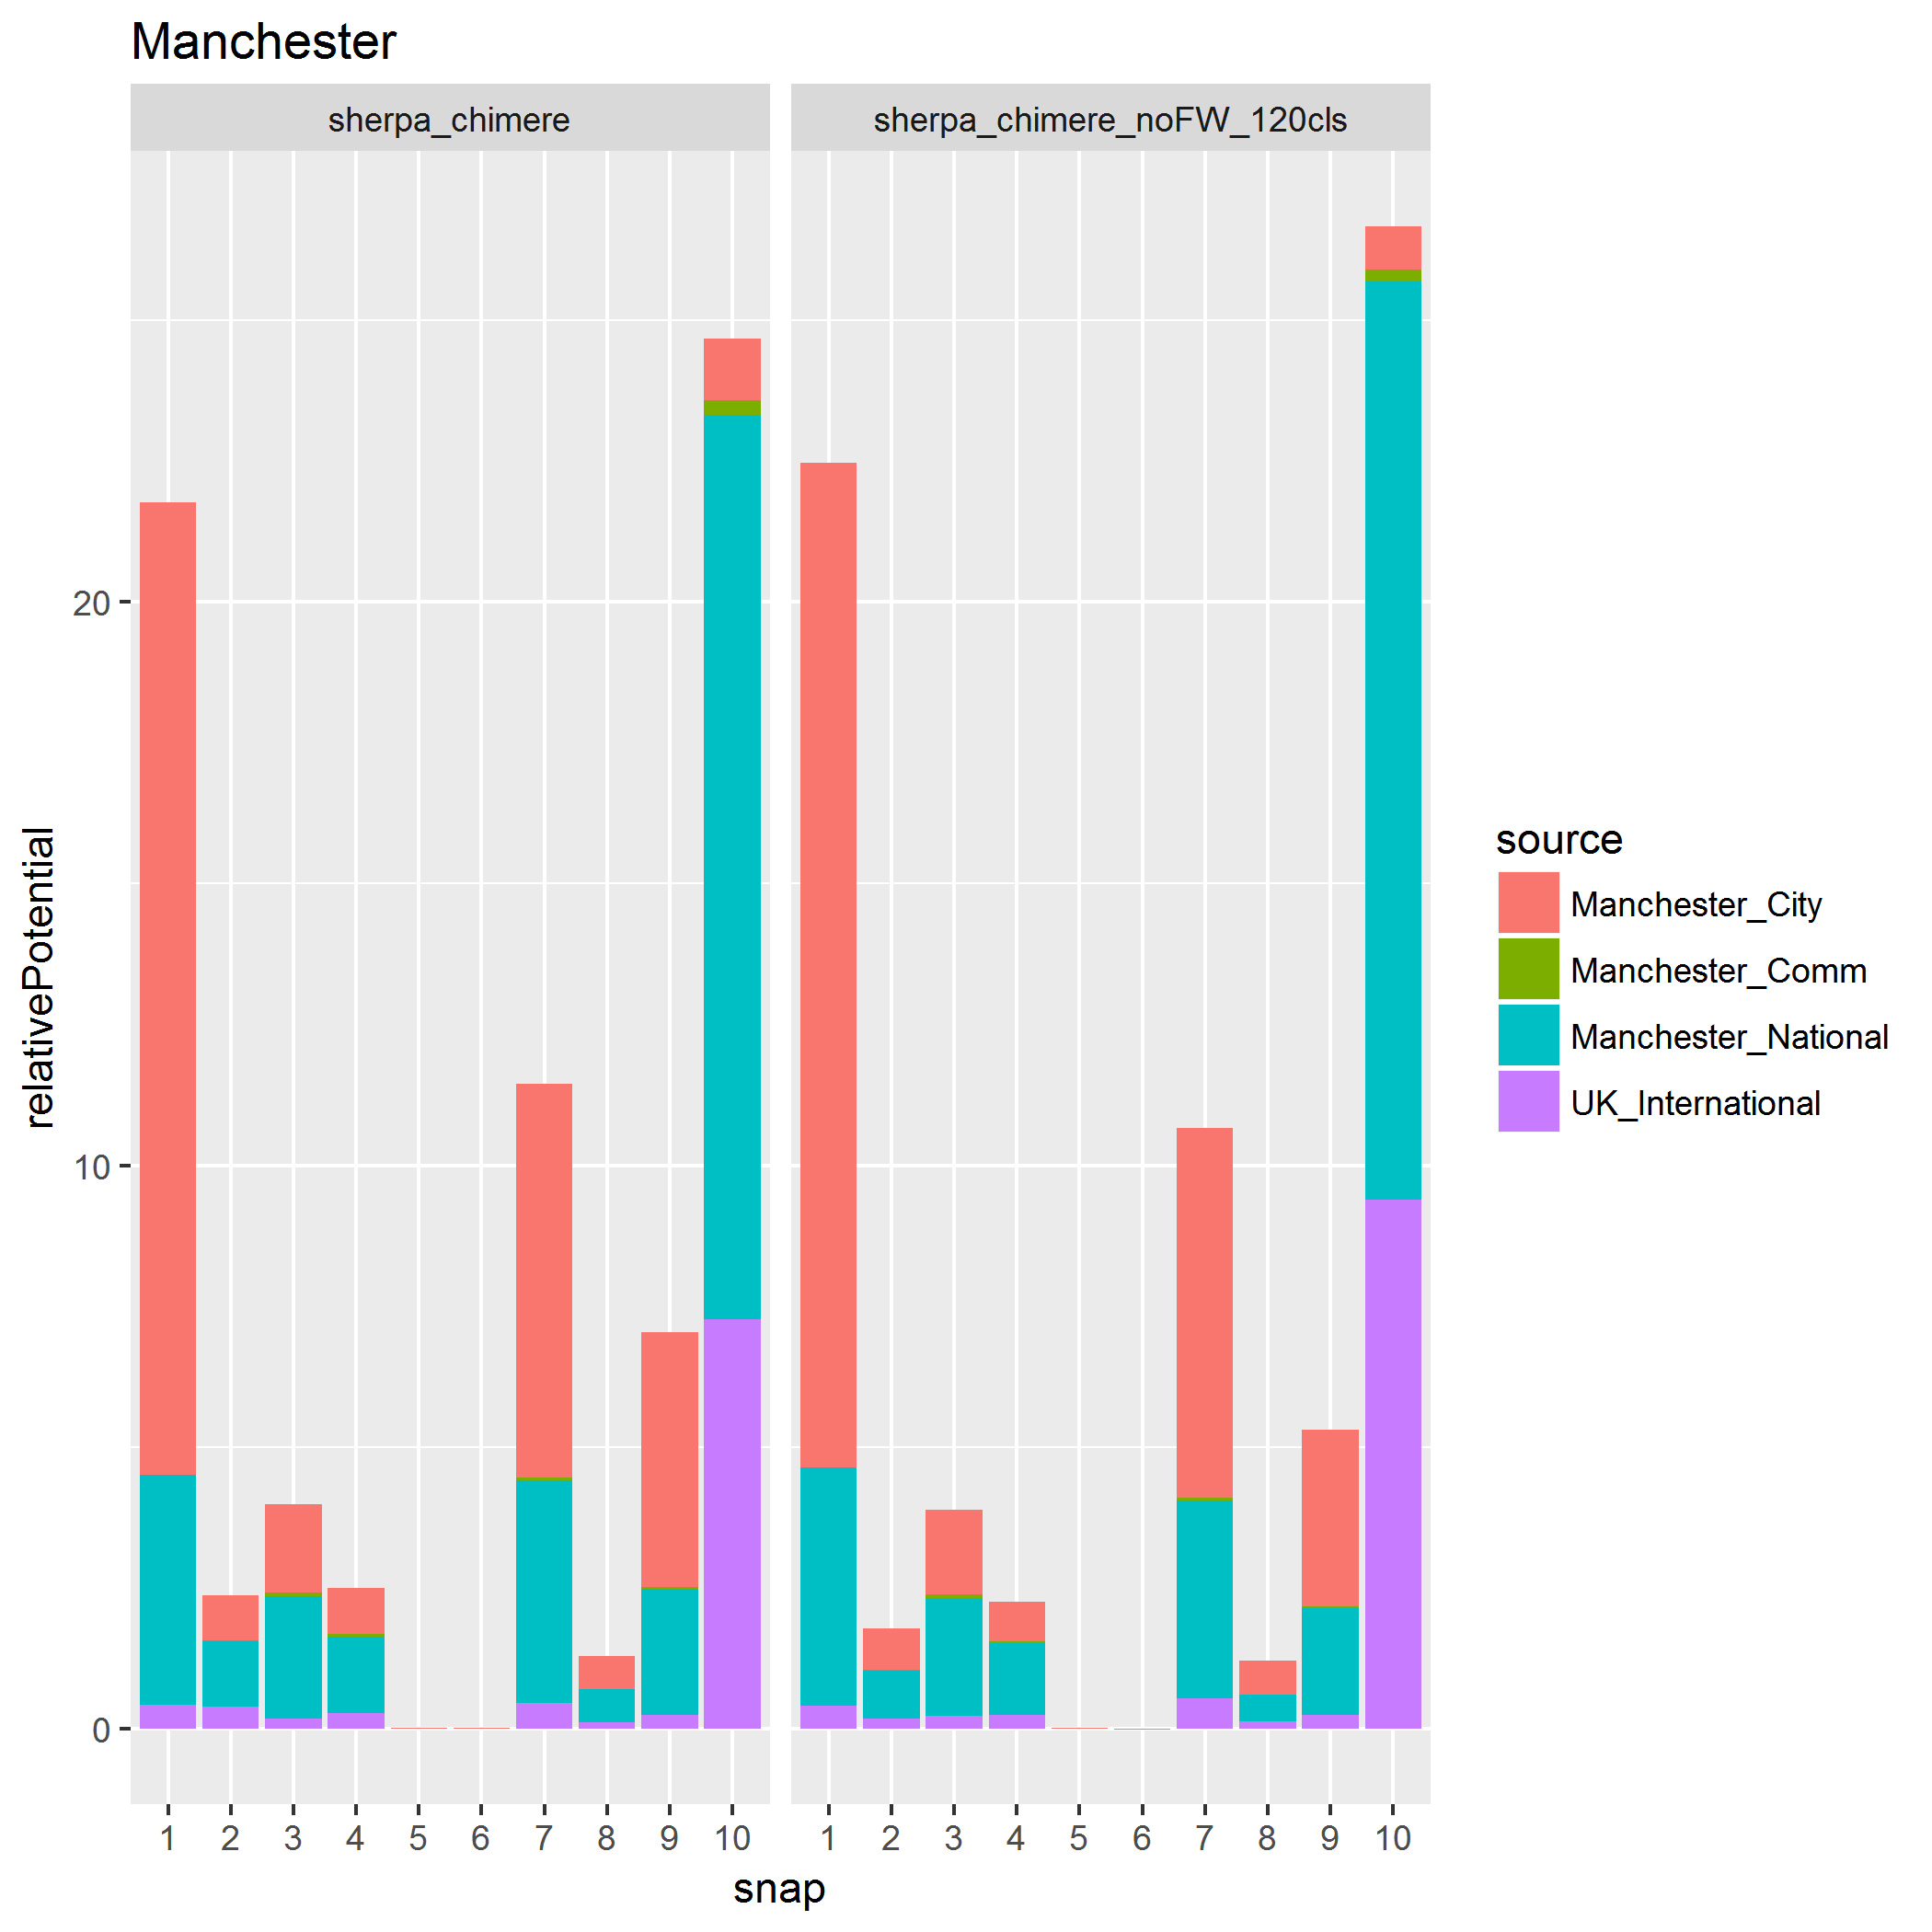 Manchester
sherpa_chimere
sherpa_chimere_noFW_120cls
relativePotential
20
10
0
1 2 3 4 5 6 7 8 9 10
1 2 3 4 5 6 7 8 9 10
snap
source
Manchester_City
Manchester_Comm
Manchester_National
UK_International